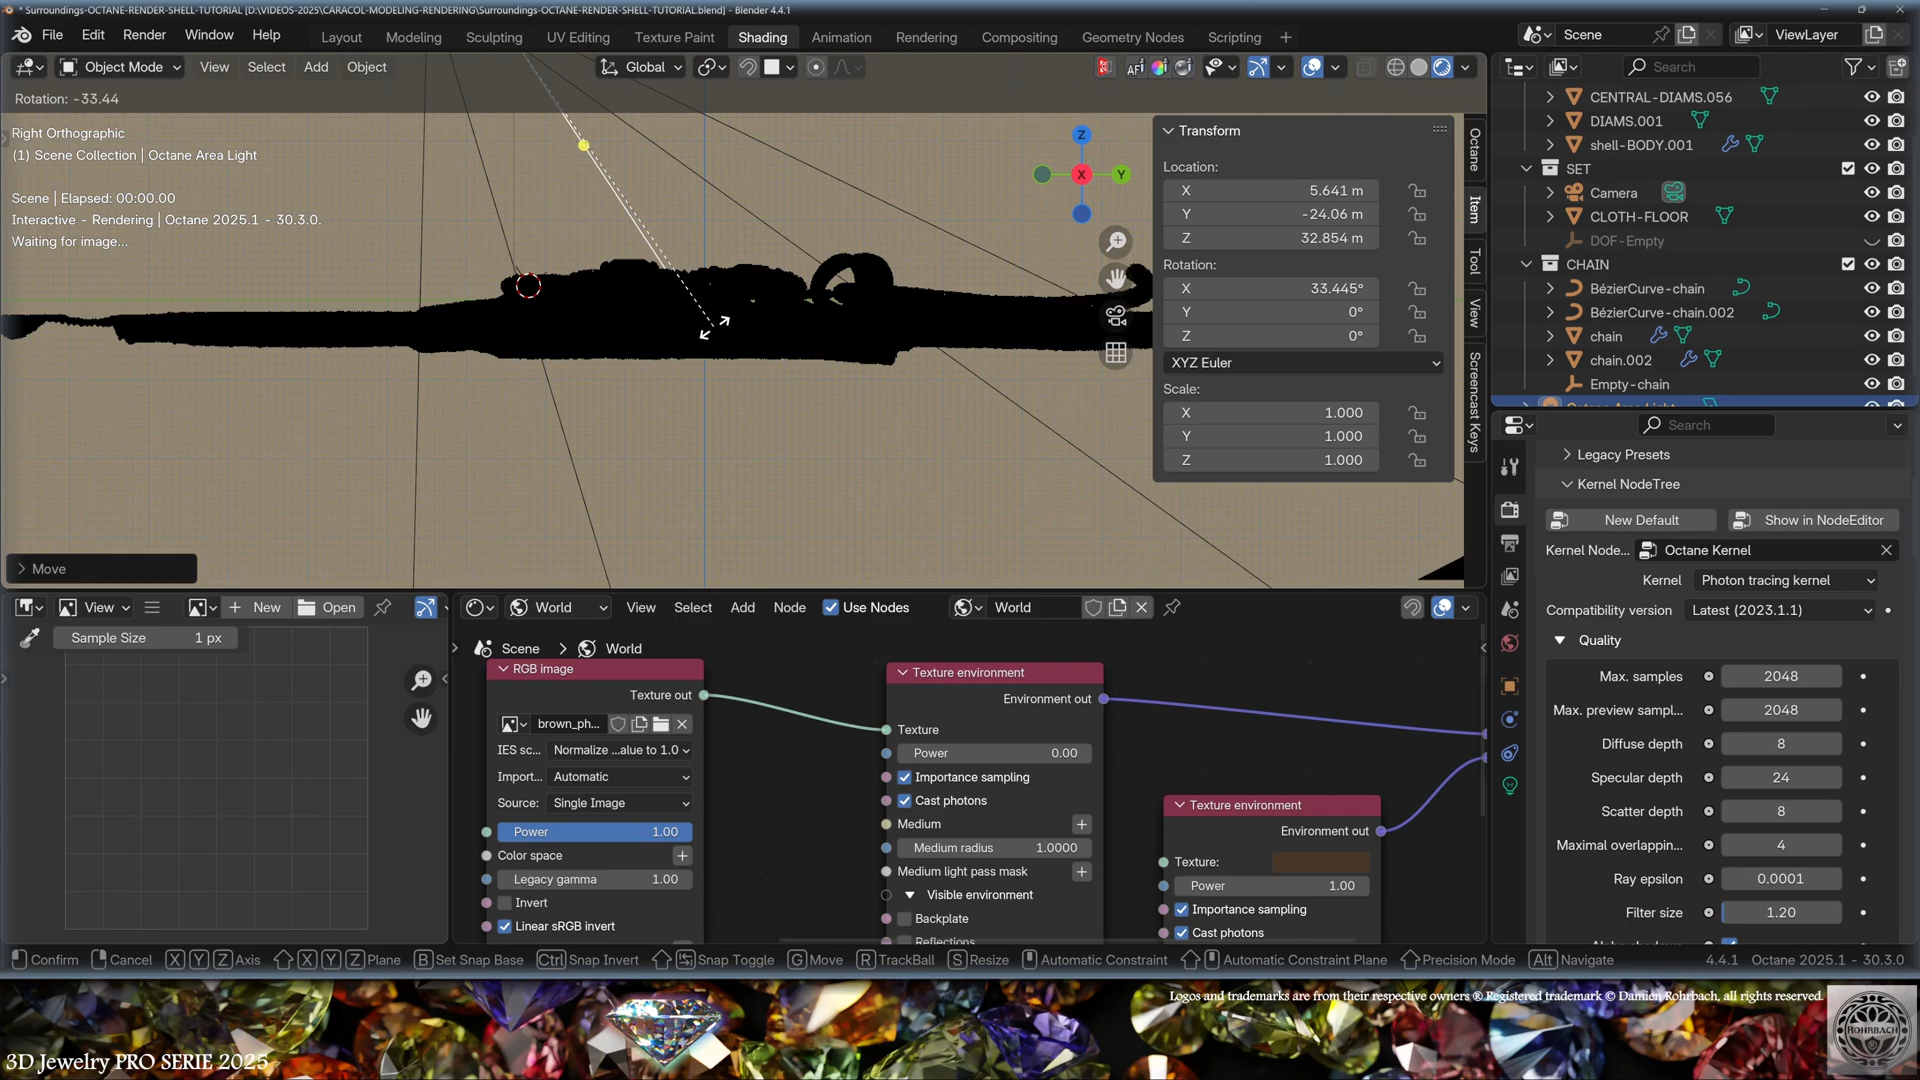 * Surroundings-OCTANE-RENDER-SHELL-TUTORIAL [D:\VIDEOS-2025\CARACOL-MODELING-RENDERING\Surroundings-OCTANE-RENDER-SHELL-TUTORIAL.blend] - Blender 4.4.1
File Edit Render Window Help Layout Modeling Sculpting UV Editing Texture Paint Shading Animation Rendering Compositing Geometry Nodes Scripting + Scene ViewLayer
Object Mode View Select Add Object Global Search
Rotation: -33.44
Right Orthographic
(1) Scene Collection | Octane Area Light
Scene | Elapsed: 00:00.00
Interactive - Rendering | Octane 2025.1 - 30.3.0.
Waiting for image...
Z
X
Y
Move
Transform
Location:
X 5.641 m
Y -24.06 m
Z 32.854 m
Rotation:
X 33.445°
Y 0°
Z 0°
XYZ Euler
Scale:
X 1.000
Y 1.000
Z 1.000
Octane
Item
Tool
View
Screencast Keys
CENTRAL-DIAMS.056
DIAMS.001
shell-BODY.001
SET
Camera
CLOTH-FLOOR
DOF-Empty
CHAIN
BézierCurve-chain
BézierCurve-chain.002
chain
chain.002
Empty-chain
Octane Area Light
Search
Legacy Presets
Kernel NodeTree
New Default Show in NodeEditor
Kernel Node... Octane Kernel
Kernel Photon tracing kernel
Compatibility version Latest (2023.1.1)
Quality
Max. samples 2048
Max. preview sampl... 2048
Diffuse depth 8
Specular depth 24
Scatter depth 8
Maximal overlappin... 4
Ray epsilon 0.0001
Filter size 1.20
View + New Open
Sample Size 1 px
World View Select Add Node Use Nodes World
Scene > World
RGB image
Texture out
brown_ph...
IES sc... Normalize ...alue to 1.0
Import... Automatic
Source: Single Image
Power 1.00
Color space
Legacy gamma 1.00
Invert
Linear sRGB invert
Texture environment
Environment out
Texture
Power 0.00
Importance sampling
Cast photons
Medium
Medium radius 1.0000
Medium light pass mask
Visible environment
Backplate
Reflections
Texture environment
Environment out
Texture:
Power 1.00
Importance sampling
Cast photons
Confirm Cancel X Y Z Axis X Y Z Plane B Set Snap Base Ctrl Snap Invert Snap Toggle G Move R TrackBall S Resize Automatic Constraint Automatic Constraint Plane Precision Mode Alt Navigate 4.4.1 Octane 2025.1 - 30.3.0
Logos and trademarks are from their respective owners ® Registered trademark © Damien Rohrbach, all rights reserved.
3D Jewelry PRO SERIE 2025
ROHRBACH